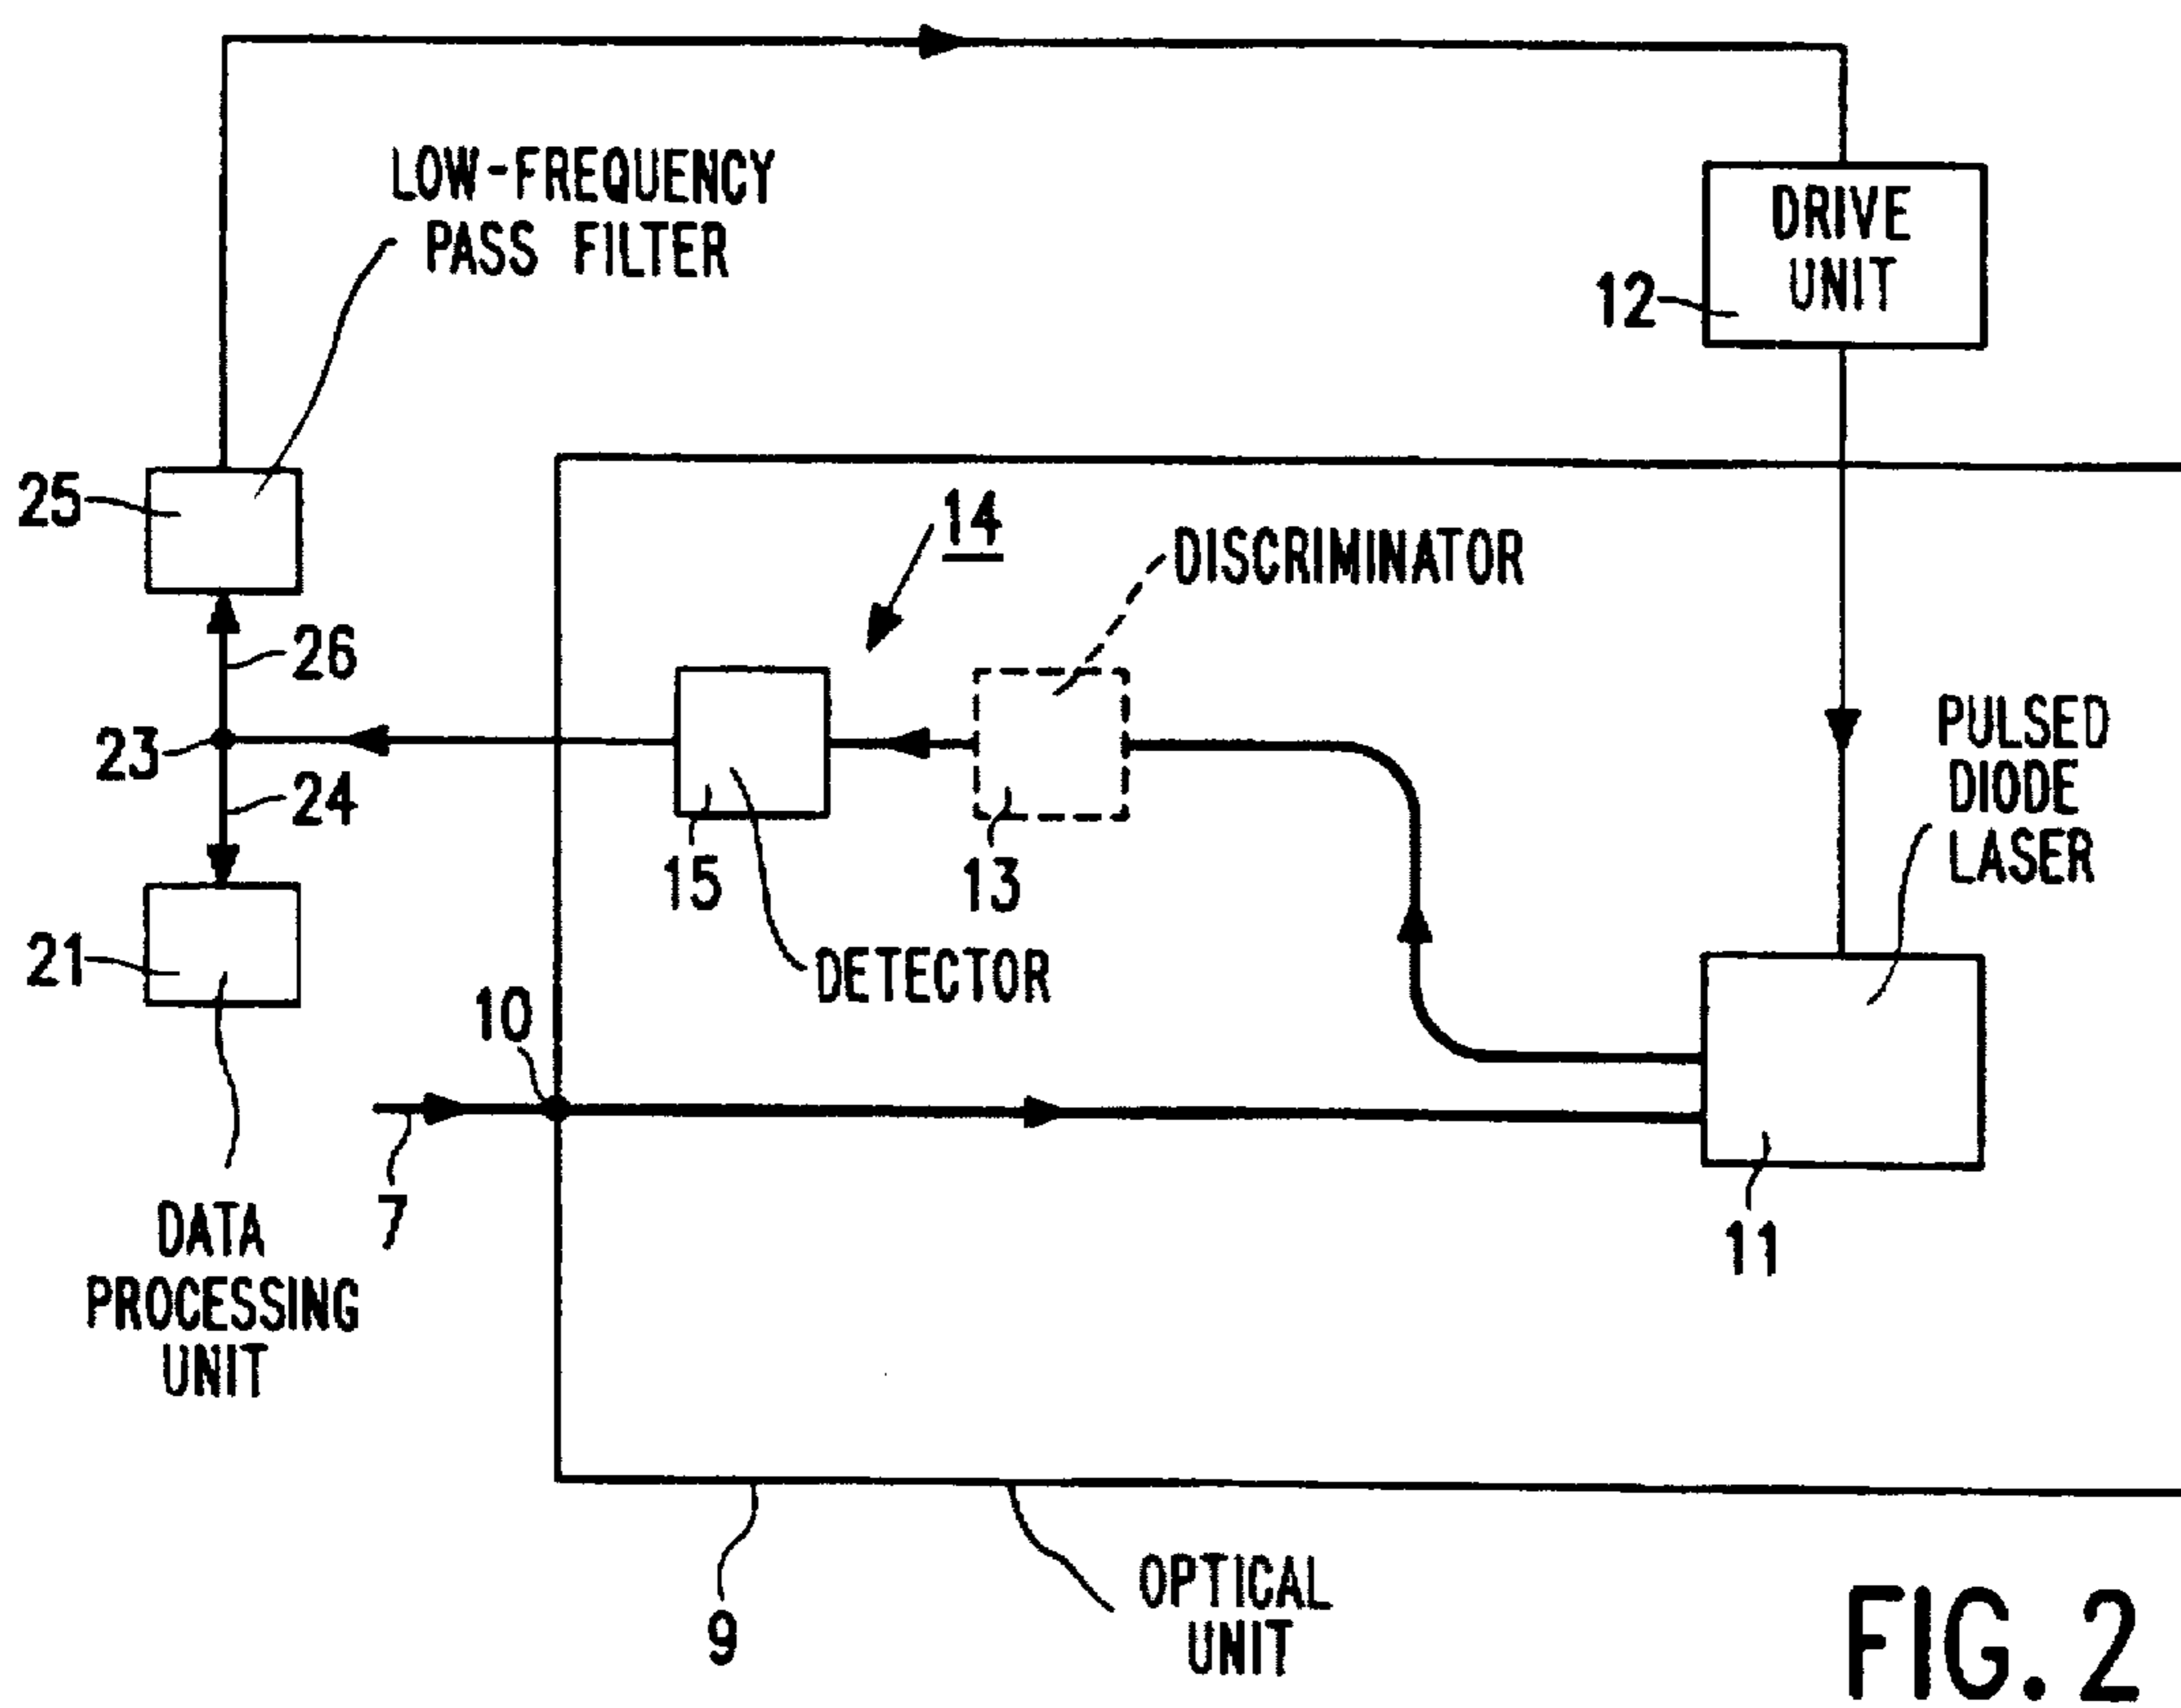 LOW-FREQUENCY
PASS FILTER
DRIVE
UNIT
12
25
14
DISCRIMINATOR
26
23
24
PULSED
DIODE
LASER
15
13
21
DETECTOR
10
7
11
DATA
PROCESSING
UNIT
9
OPTICAL
UNIT
FIG. 2